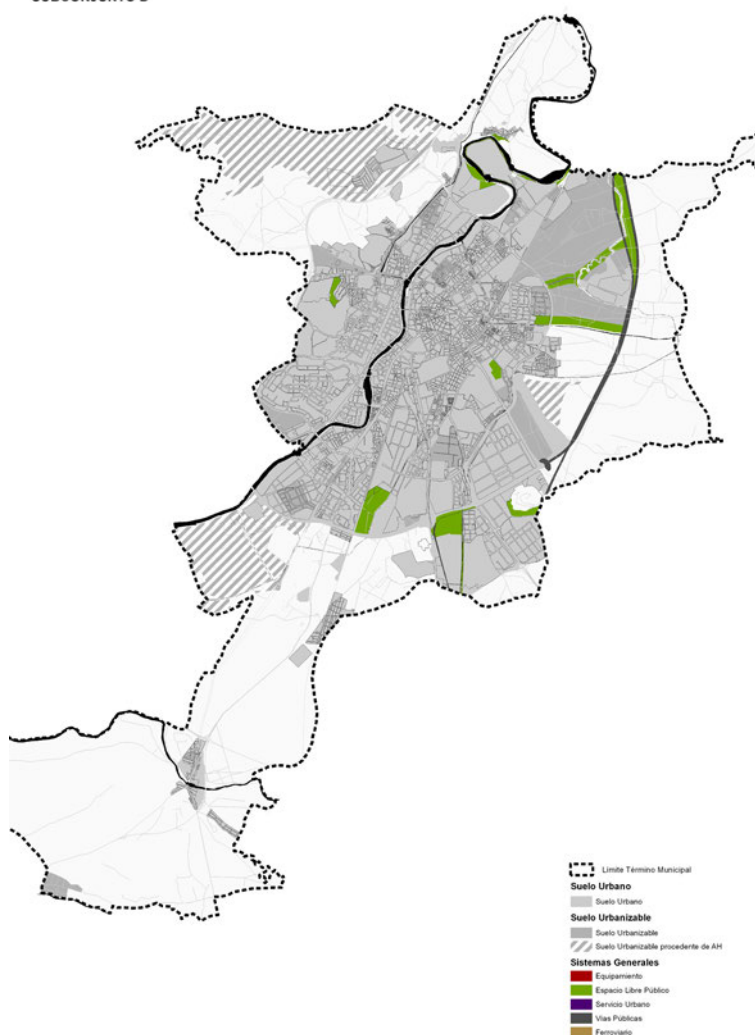 Límite Término Municipal
Suelo Urbano
Suelo Urbano
Suelo Urbanizable
Suelo Urbanizable
Suelo Urbanizable procedente de AH
Sistemas Generales
Equipamiento
Espacio Libre Público
Servicio Urbano
Vías Públicas
Ferroviario